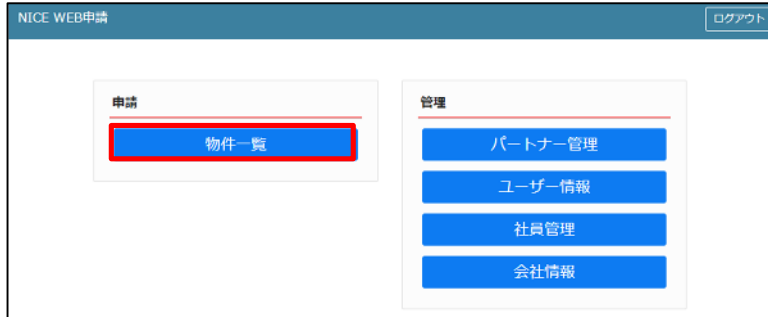 NICE WEB申請
ログアウト
申請
物件一覧
管理
パートナー管理
ユーザー情報
社員管理
会社情報